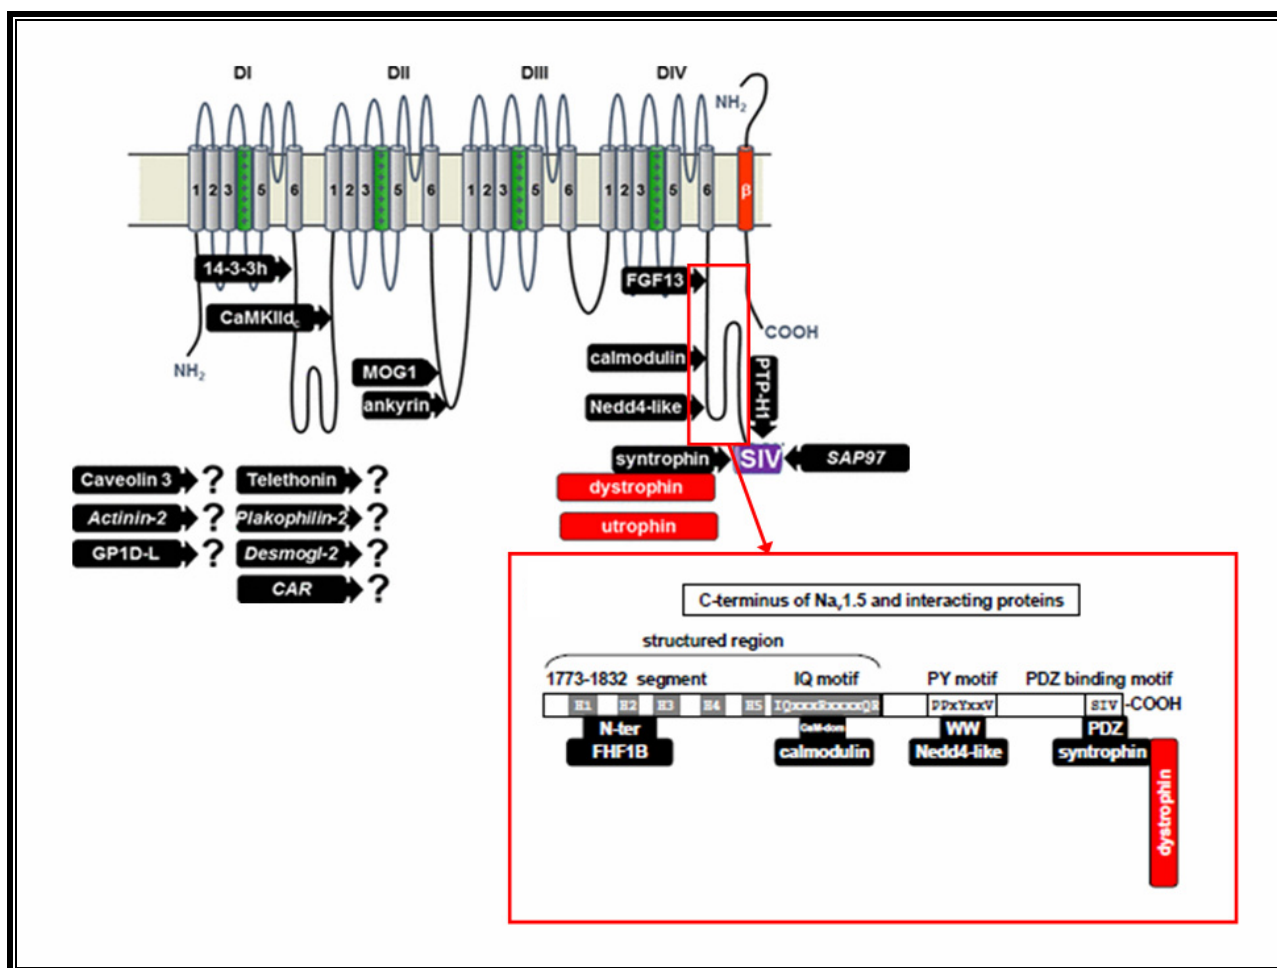 DI DII DIII DIV
NH2
1 2 3 5 6 1 2 3 5 6 1 2 3 5 6 1 2 3 5 6 β
14-3-3h
FGF13
CaMKIIdc
COOH
NH2
calmodulin
MOG1
PTP-H1
ankyrin
Nedd4-like
syntrophin
SIV
SAP97
dystrophin
utrophin
Caveolin 3 ? Telethonin ?
Actinin-2 ? Plakophilin-2 ?
GP1D-L ? Desmogl-2 ?
CAR ?
C-terminus of Nav1.5 and interacting proteins
structured region
1773-1832 segment IQ motif PY motif PDZ binding motif
H1 H2 H3 H4 H5 IQxxxRxxxxQR PPxYxxV SIV -COOH
N-ter CaM-dom WW PDZ
FHF1B calmodulin Nedd4-like syntrophin
dystrophin